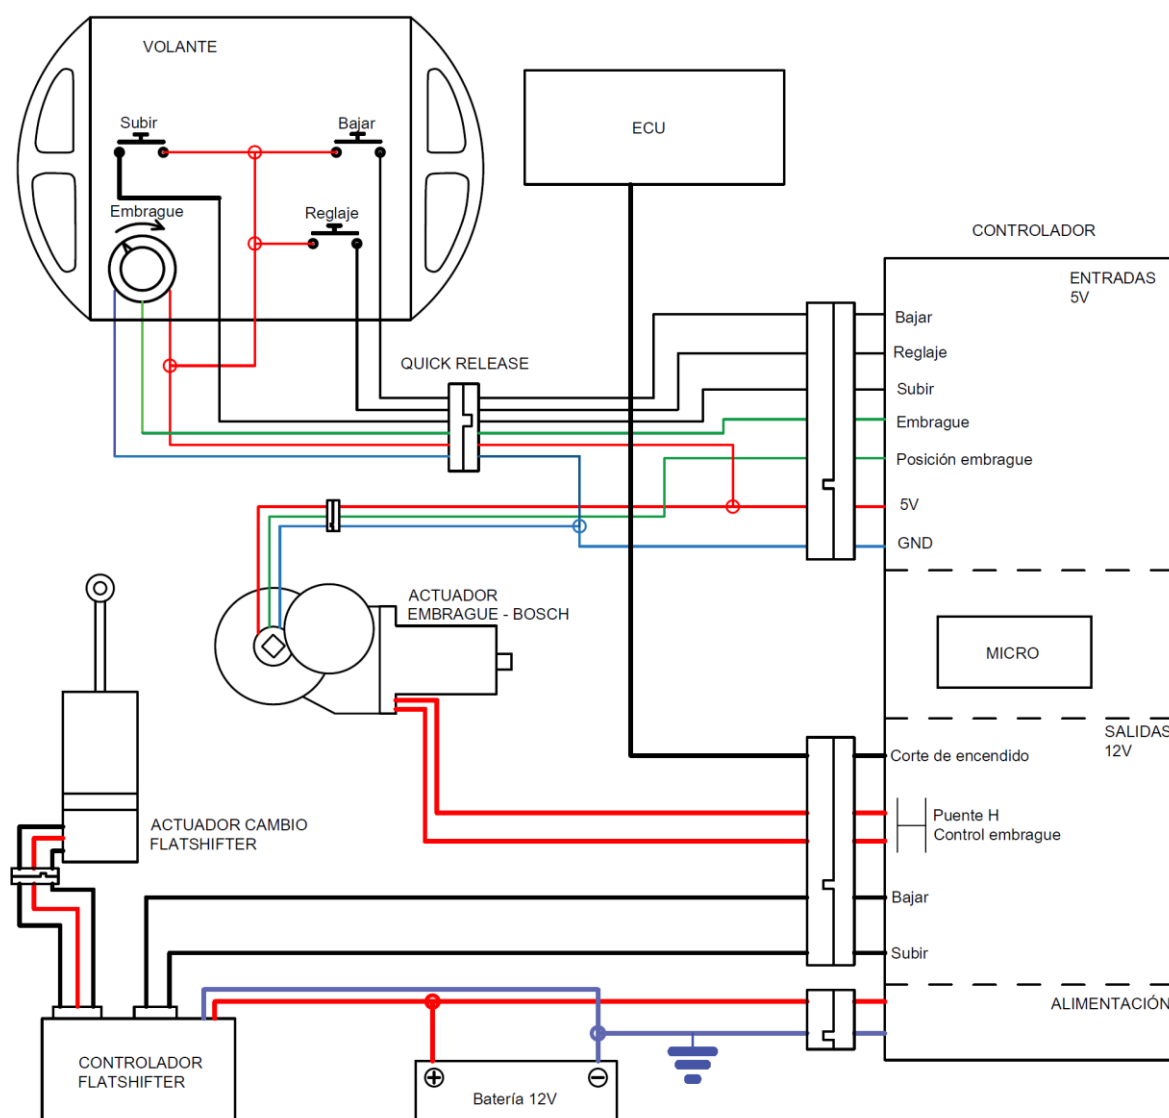 VOLANTE
Subir
Bajar
ECU
Embrague
Reglaje
CONTROLADOR
ENTRADAS
5V
Bajar
Reglaje
QUICK RELEASE
Subir
Embrague
Posición embrague
5V
GND
ACTUADOR
EMBRAGUE - BOSCH
MICRO
SALIDAS
12V
Corte de encendido
Puente H
Control embrague
ACTUADOR CAMBIO
FLATSHIFTER
Bajar
Subir
ALIMENTACIÓN
CONTROLADOR
FLATSHIFTER
+
−
Batería 12V